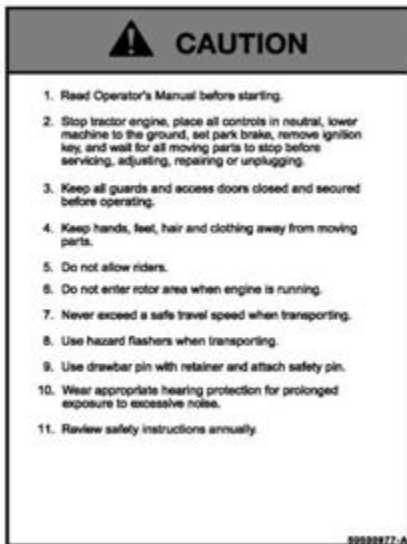 CAUTION
1. Read Operator's Manual before starting.
2. Stop tractor engine, place all controls in neutral, lower
machine to the ground, set park brake, remove ignition
key, and wait for all moving parts to stop before
servicing, adjusting, repairing or unplugging.
3. Keep all guards and access doors closed and secured
before operating.
4. Keep hands, feet, hair and clothing away from moving
parts.
5. Do not allow riders.
6. Do not enter rotor area when engine is running.
7. Never exceed a safe travel speed when transporting.
8. Use hazard flashers when transporting.
9. Use drawbar pin with retainer and attach safety pin.
10. Wear appropriate hearing protection for prolonged
exposure to excessive noise.
11. Review safety instructions annually.